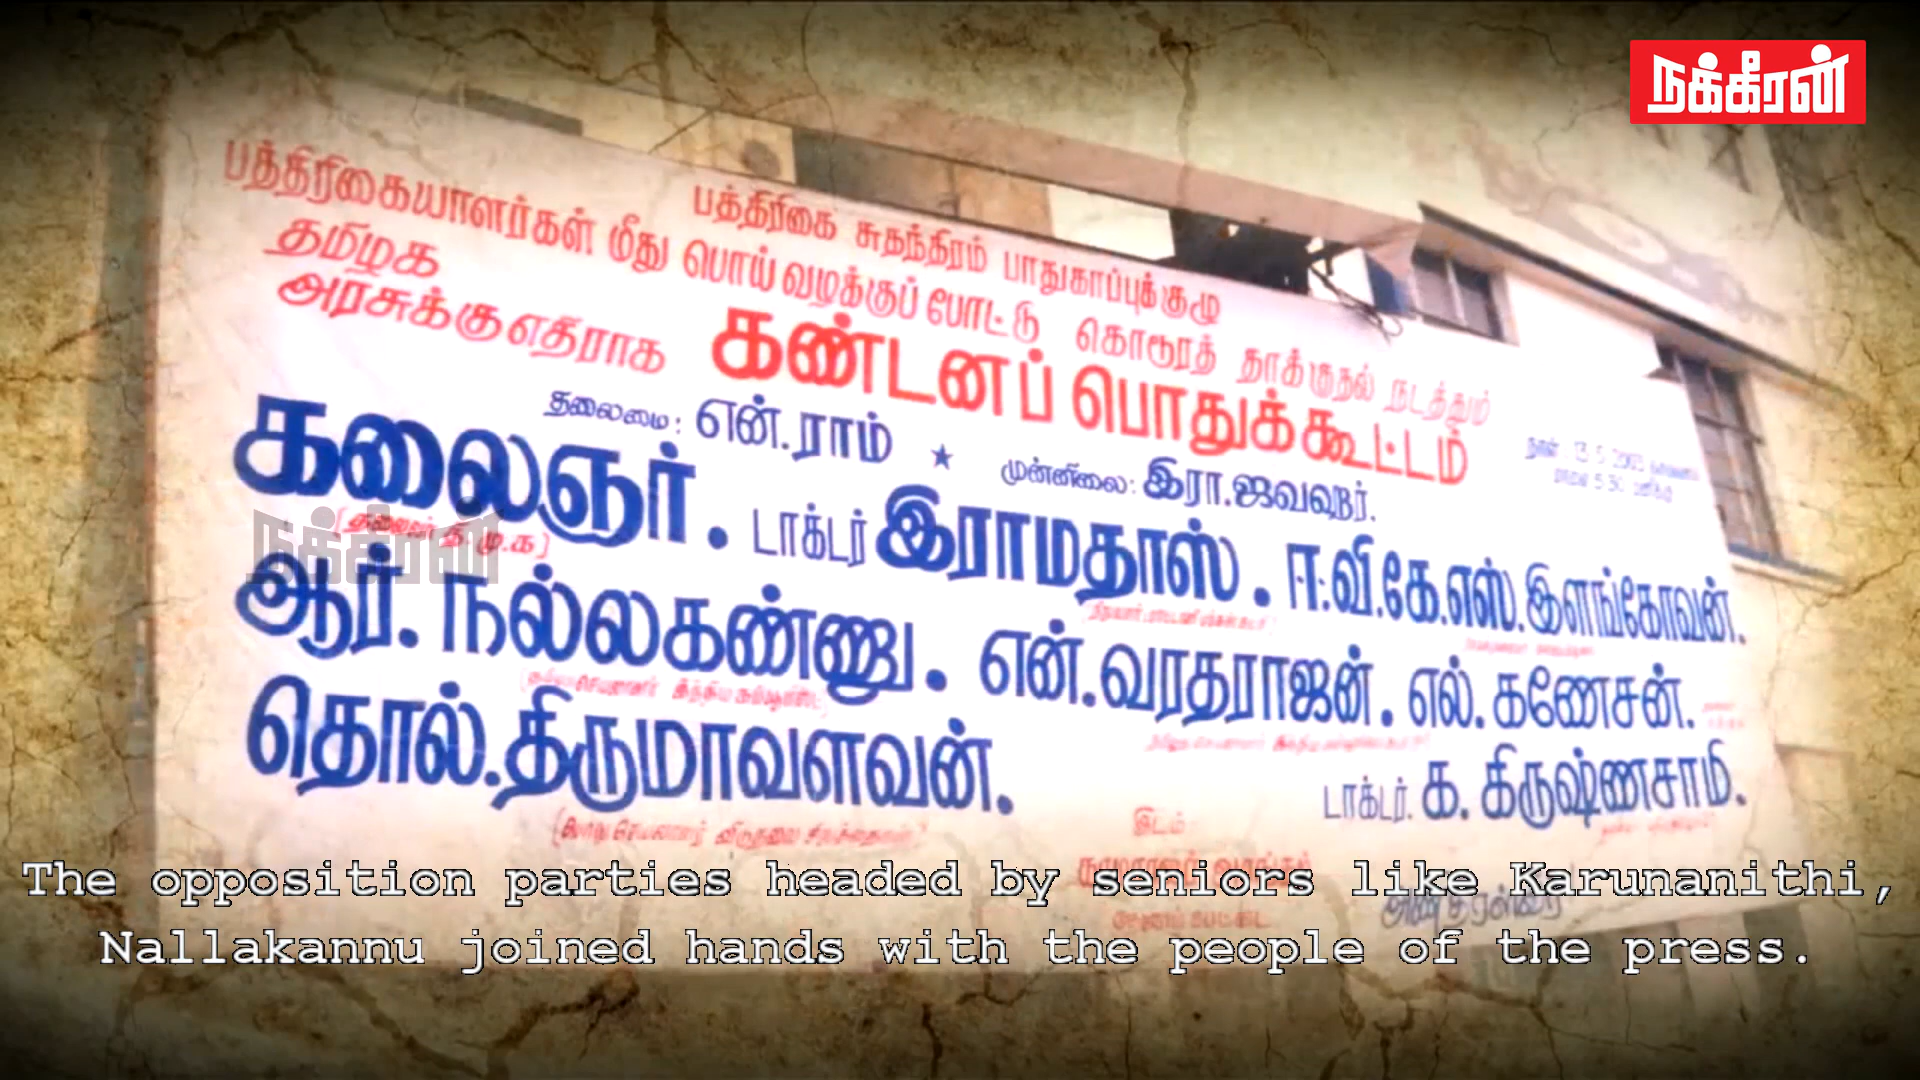 நக்கீரன்
பத்திரிகை சுதந்திரம் பாதுகாப்புக்குழு
பத்திரிகையாளர்கள் மீது பொய் வழக்குப் போட்டு கொடூரத் தாக்குதல் நடத்தும்
தமிழக
அரசுக்கு எதிராக
கண்டனப் பொதுக்கூட்டம்
தலைமை: என். ராம் ★ முன்னிலை: இரா. ஜவஹர்.
கலைஞர். டாக்டர் இராமதாஸ். ஈ.வி.கே.எஸ். இளங்கோவன்.
நக்கீரன்
ஆர். நல்லகண்ணு. என். வரதராஜன். எல். கணேசன்.
தொல். திருமாவளவன். டாக்டர். க. கிருஷ்ணசாமி.
இடம்
The opposition parties headed by seniors like Karunanithi,
Nallakannu joined hands with the people of the press.